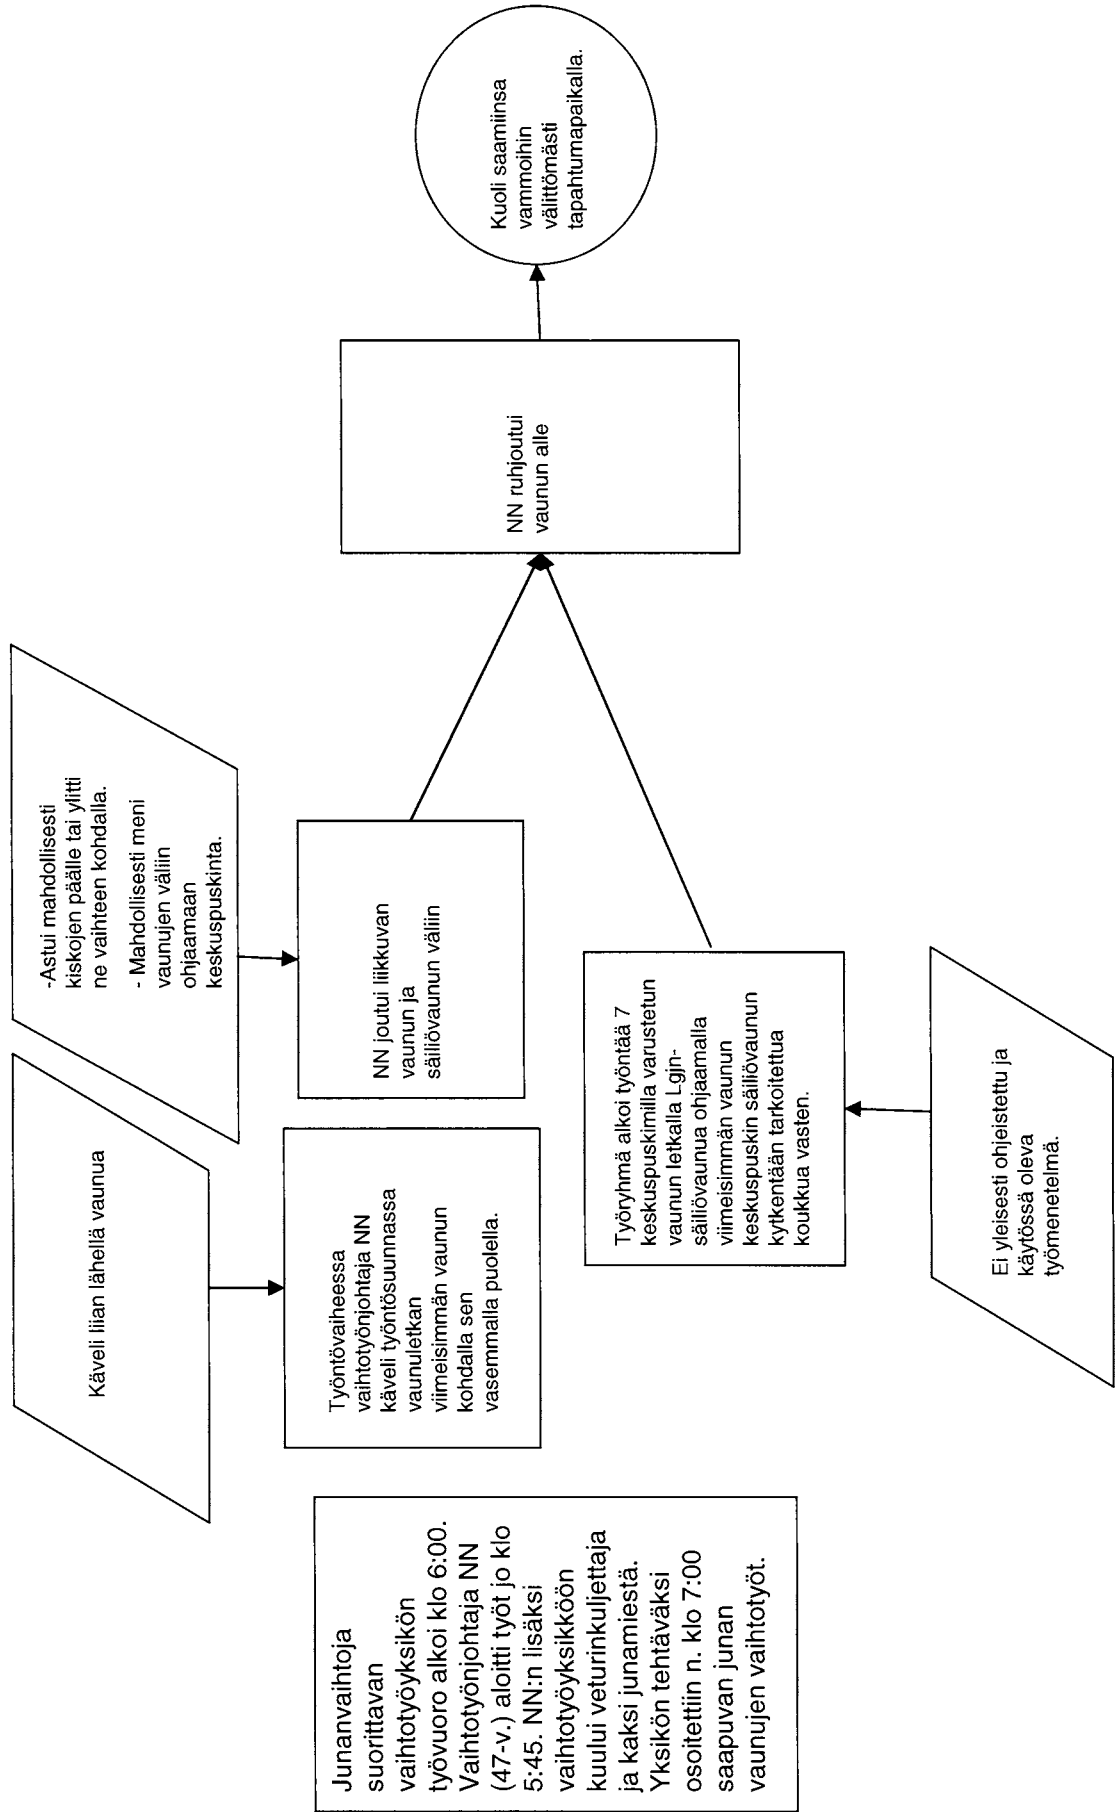 Junanvaihtoja
suorittavan
vaihtotyöyksikön
työvuoro alkoi klo 6:00.
Vaihtotyönjohtaja NN
(47-v.) aloitti työt jo klo
5:45. NN:n lisäksi
vaihtotyöyksikköön
kuului veturinkuljettaja
ja kaksi junamiestä.
Yksikön tehtäväksi
osoitettiin n. klo 7:00
saapuvan junan
vaunujen vaihtotyöt.
Käveli liian lähellä vaunua
Työntövaiheessa
vaihtotyönjohtaja NN
käveli työntösuunnassa
vaunuletkan
viimeisimmän vaunun
kohdalla sen
vasemmalla puolella.
-Astui mahdollisesti
kiskojen päälle tai ylitti
ne vaihteen kohdalla.
- Mahdollisesti meni
vaunujen väliin
ohjaamaan
keskuspuskinta.
NN joutui liikkuvan
vaunun ja
säiliövaunun väliin
Työryhmä alkoi työntää 7
keskuspuskimilla varustetun
vaunun letkalla Lgjn-
säiliövaunua ohjaamalla
viimeisimmän vaunun
keskuspuskin säiliövaunun
kytkentään tarkoitettua
koukkua vasten.
Ei yleisesti ohjeistettu ja
käytössä oleva
työmenetelmä.
NN ruhjoutui
vaunun alle
Kuoli saamiinsa
vammoihin
välittömästi
tapahtumapaikalla.